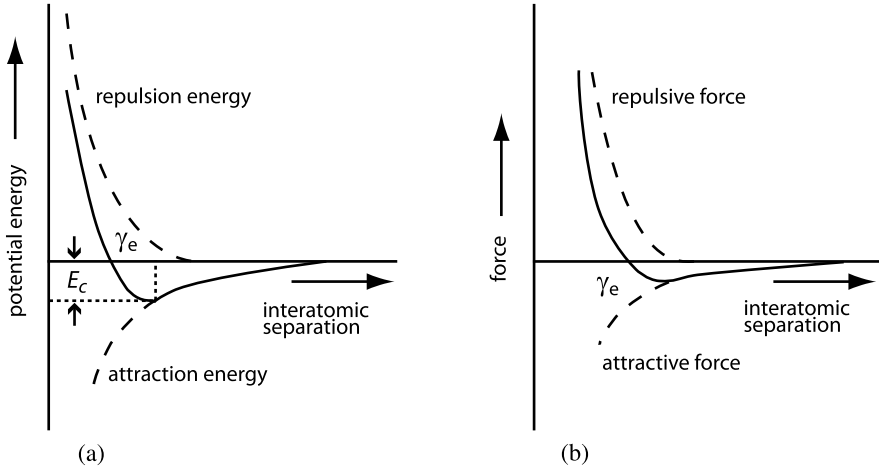 repulsion energy
potential energy
γe
Ec
interatomic
separation
attraction energy
(a)
repulsive force
force
γe
interatomic
separation
attractive force
(b)